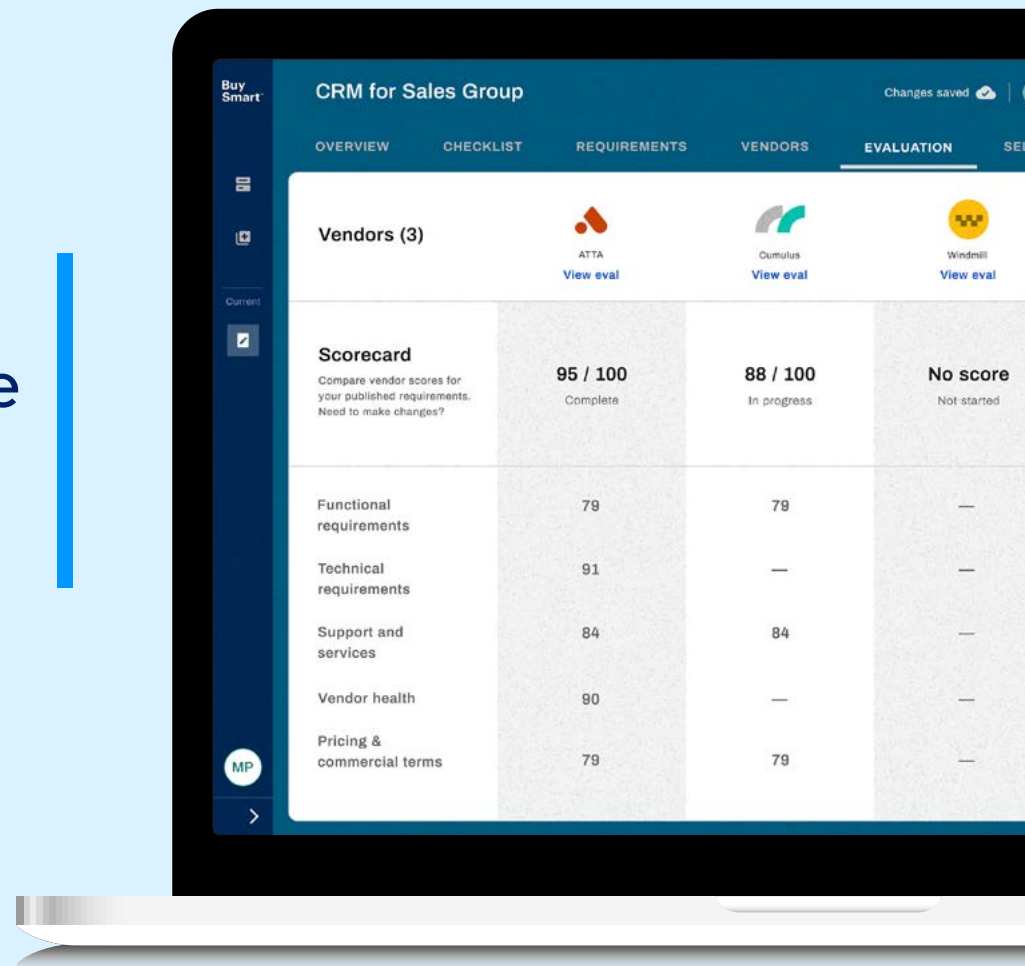 e
Buy
Smart
CRM for Sales Group
Changes saved
OVERVIEW CHECKLIST REQUIREMENTS VENDORS EVALUATION SEL
Vendors (3)
ATTA Cumulus Windmill
View eval View eval View eval
Current
Scorecard
Compare vendor scores for
your published requirements.
Need to make changes?
95 / 100 88 / 100 No score
Complete In progress Not started
Functional
requirements
79 79 —
Technical
requirements
91 — —
Support and
services
84 84 —
Vendor health 90 — —
Pricing &
commercial terms
79 79 —
MP